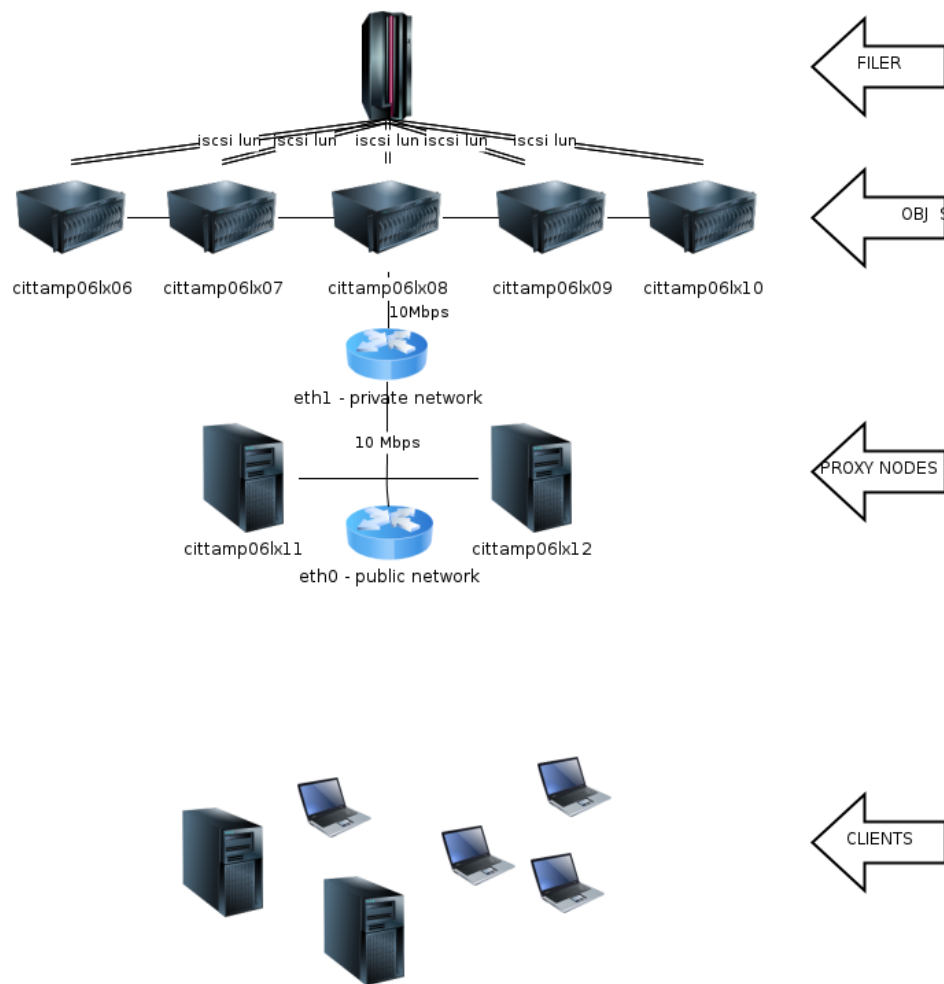 FILER
iscsi lun iscsi lun iscsi lun iscsi lun iscsi lun
OBJ S
cittamp06lx06 cittamp06lx07 cittamp06lx08 cittamp06lx09 cittamp06lx10
10Mbps
eth1 - private network
10 Mbps
PROXY NODES
cittamp06lx11 cittamp06lx12
eth0 - public network
CLIENTS